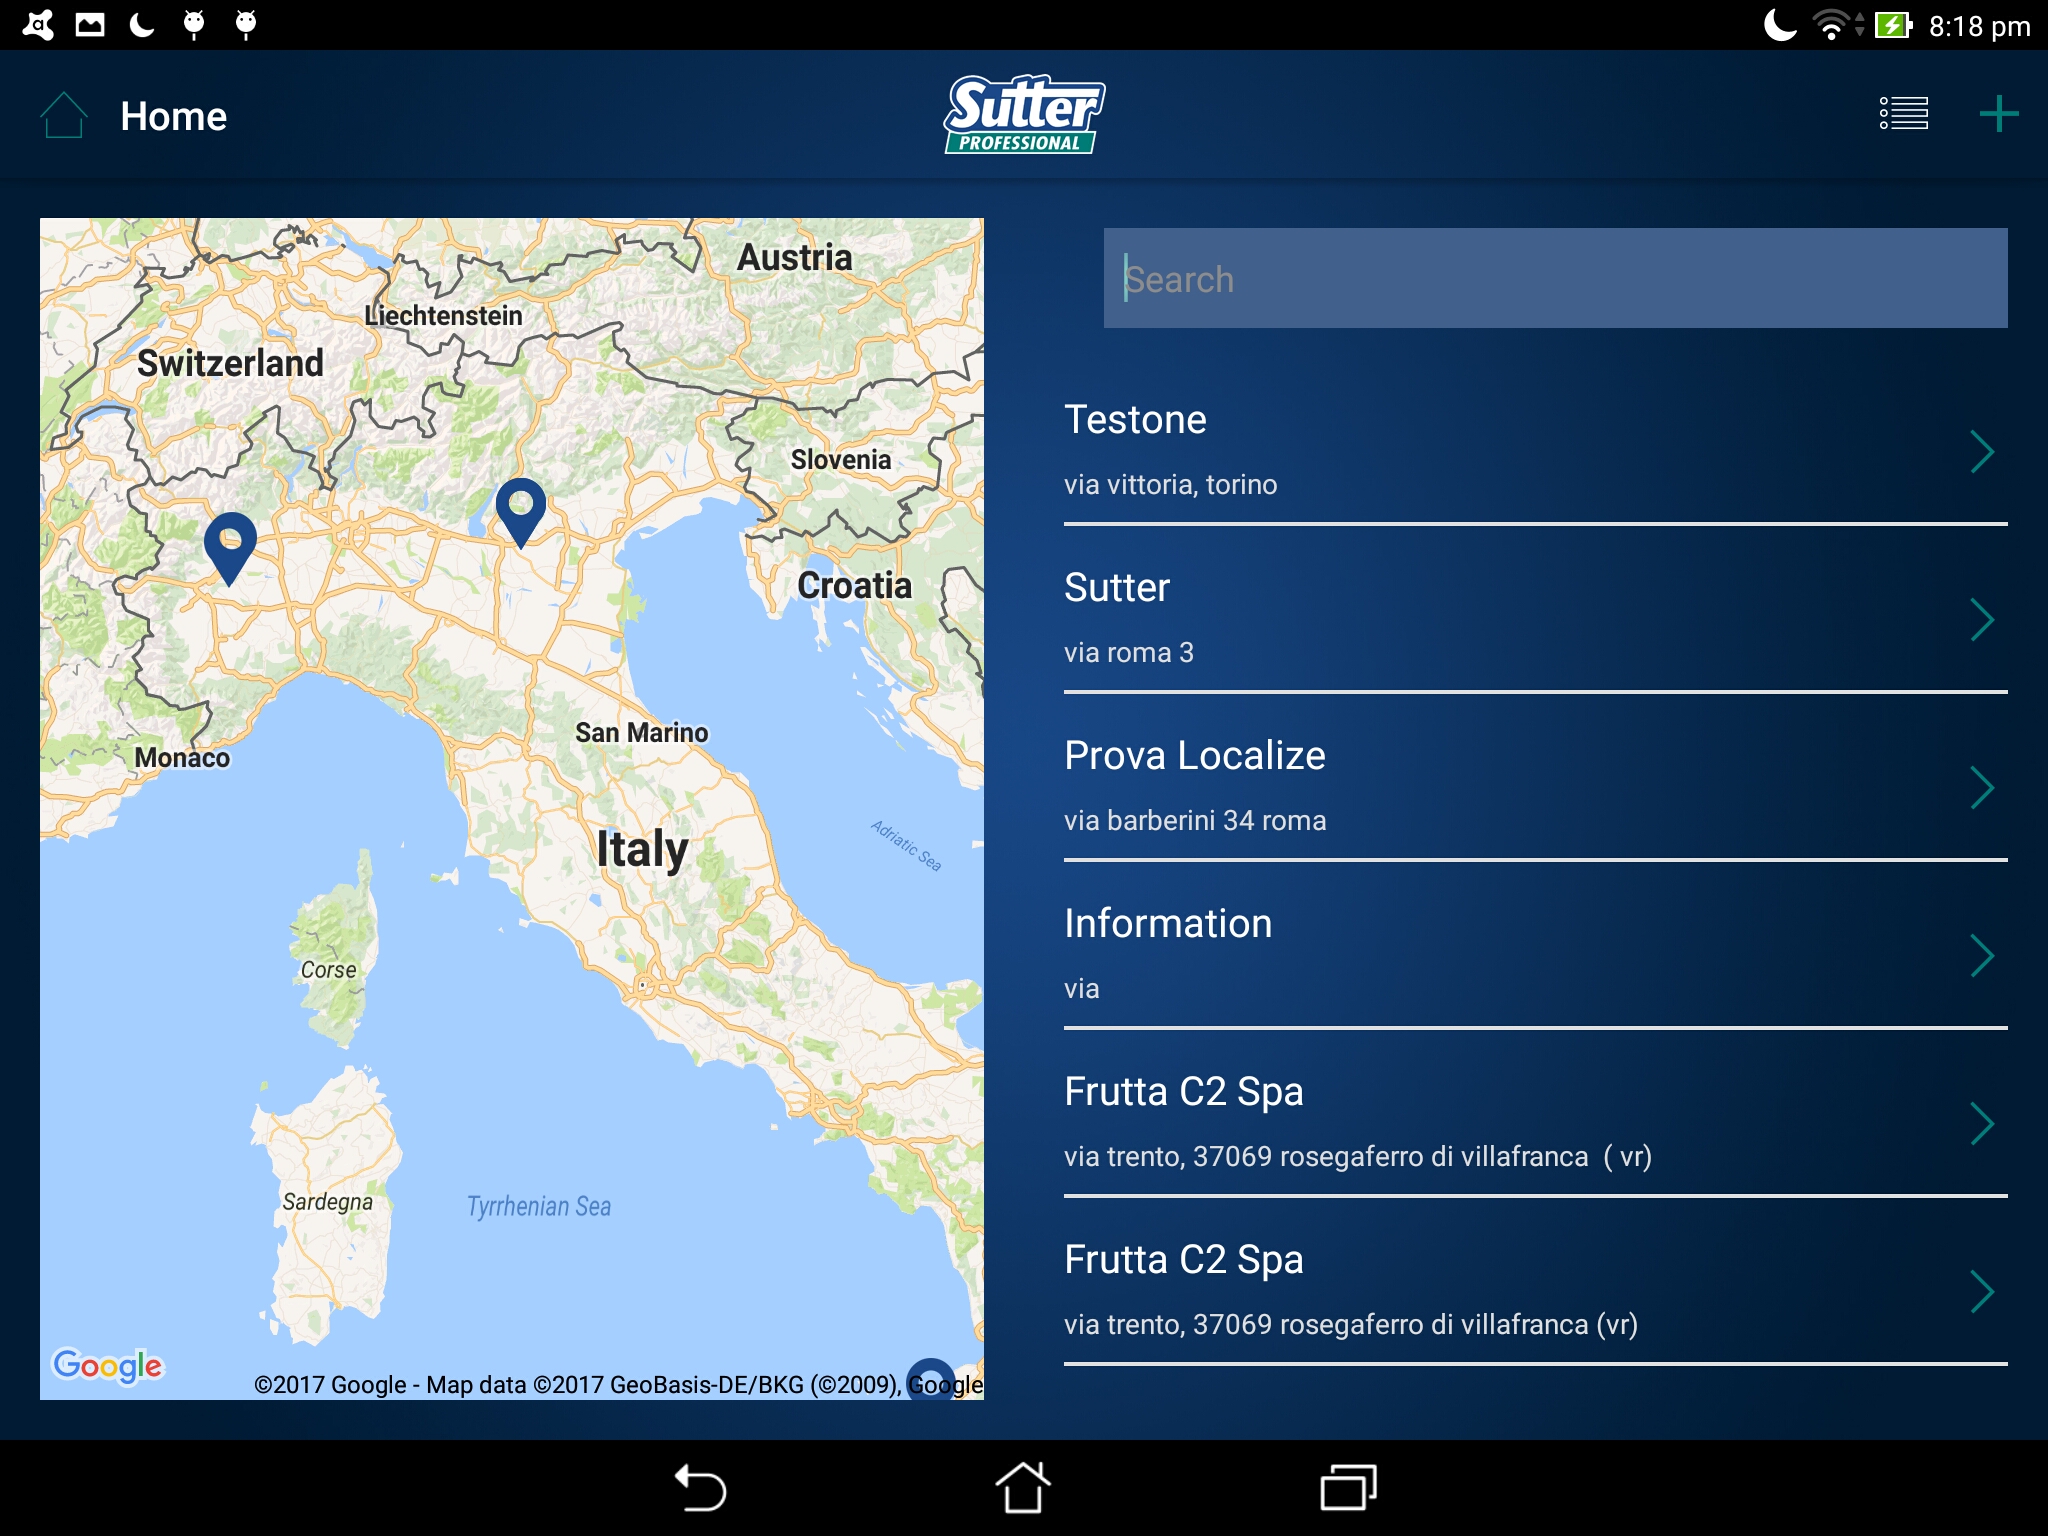 8:18 pm
Home
Sutter
PROFESSIONAL
Austria
Liechtenstein
Switzerland
Slovenia
Croatia
San Marino
Monaco
Italy
Adriatic Sea
Corse
Sardegna
Tyrrhenian Sea
Google
©2017 Google - Map data ©2017 GeoBasis-DE/BKG (©2009), Google
Search
Testone
via vittoria, torino
Sutter
via roma 3
Prova Localize
via barberini 34 roma
Information
via
Frutta C2 Spa
via trento, 37069 rosegaferro di villafranca  ( vr)
Frutta C2 Spa
via trento, 37069 rosegaferro di villafranca (vr)